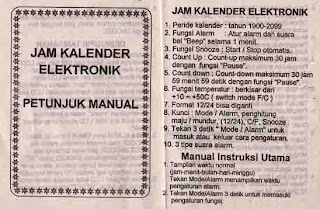 JAM KALENDER
ELEKTRONIK
PETUNJUK MANUAL
JAM KALENDER ELEKTRONIK
1. Peride kalender : tahun 1900-2099
2. Fungsi Alarm : Atur alarm dan suara
bel "Beep" selama 1 menit.
3. Fungsi Snooze : Start / Stop otomatis.
4. Count Up : Count-up maksimum 30 jam
dengan fungsi "Pause".
5. Count down : Count-down maksimum 30 jam
59 menit 59 detik dengan fungsi "Pause".
6. Fungsi temperatur : berkisar dari
+10 ~ +50C ( switch mode F/C )
7. Format 12/24 bisa diganti
8. Kunci : Mode / Alarm, penghitung
maju / mundur, (12/24), C/F, Snooze
9. Tekan 3 detik " Mode / Alarm" untuk
masuk atau keluar cara pengaturan.
10. 3 tipe suara alarm.
Manual Instruksi Utama
1. Tampilan waktu normal
(jam-menit-bulan-hari-minggu)
Tekan Mode/Alarm menampilkan waktu
pengaturan alarm.
2. Tekan Mode/Alarm 3 detik untuk memasuki
pengaturan fungsi.